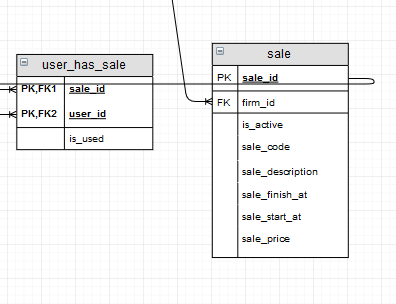 user_has_sale
PK,FK1 sale_id
PK,FK2 user_id
is_used
sale
PK sale_id
FK firm_id
is_active
sale_code
sale_description
sale_finish_at
sale_start_at
sale_price